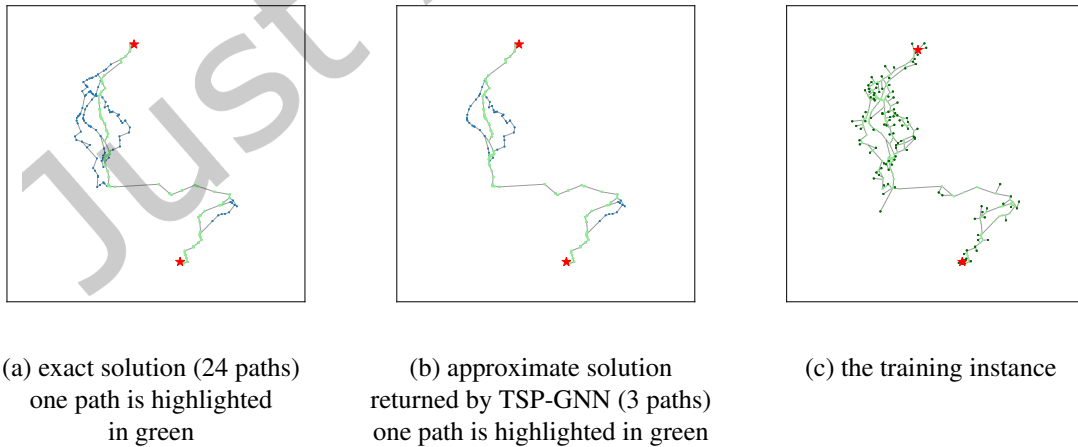 Just
(a) exact solution (24 paths)
one path is highlighted
in green
(b) approximate solution
returned by TSP-GNN (3 paths)
one path is highlighted in green
(c) the training instance